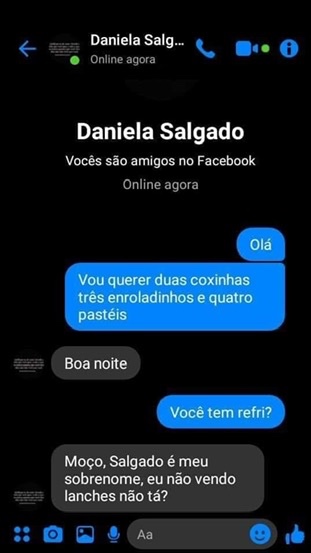 Daniela Salg...
Online agora
Daniela Salgado
Vocês são amigos no Facebook
Online agora
Olá
Vou querer duas coxinhas
três enroladinhos e quatro
pastéis
Boa noite
Você tem refri?
Moço, Salgado é meu
sobrenome, eu não vendo
lanches não tá?
Aa